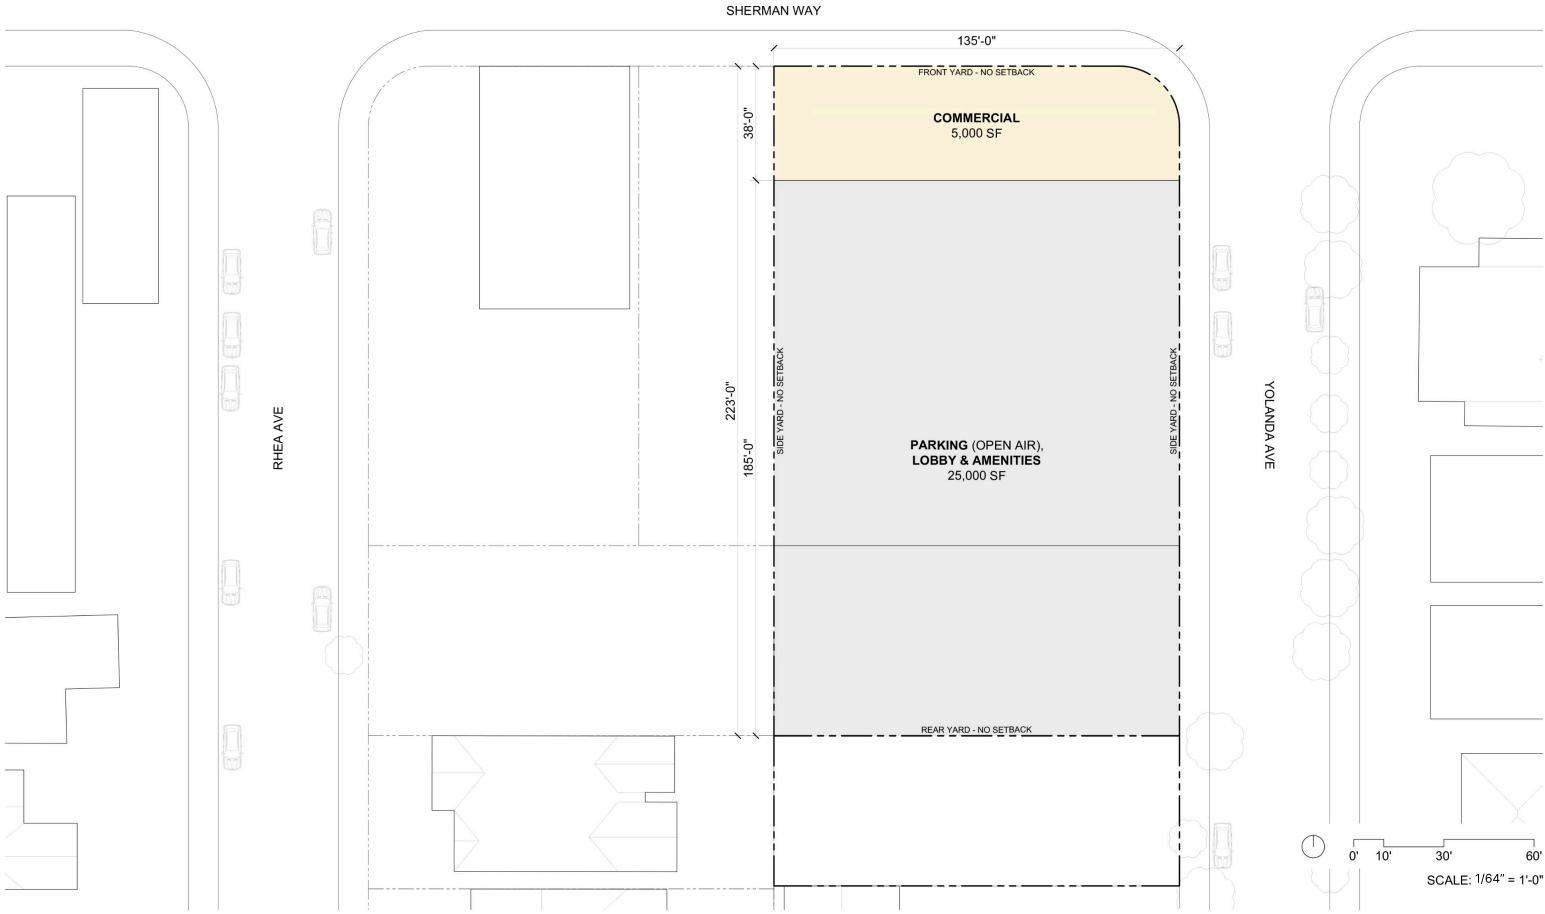 SHERMAN WAY
135'-0"
FRONT YARD - NO SETBACK
38'-0"
COMMERCIAL
5,000 SF
SIDE YARD - NO SETBACK
SIDE YARD - NO SETBACK
223'-0"
185'-0"
RHEA AVE
YOLANDA AVE
PARKING (OPEN AIR),
LOBBY & AMENITIES
25,000 SF
REAR YARD - NO SETBACK
0' 10' 30' 60'
SCALE: 1/64" = 1'-0"